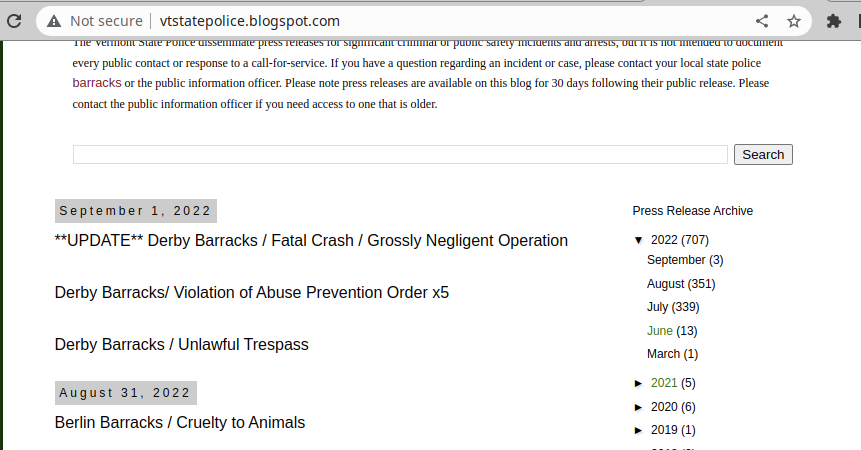 Not secure | vtstatepolice.blogspot.com
The Vermont State Police disseminate press releases for significant criminal or public safety incidents and arrests, but it is not intended to document
every public contact or response to a call-for-service. If you have a question regarding an incident or case, please contact your local state police
barracks or the public information officer. Please note press releases are available on this blog for 30 days following their public release. Please
contact the public information officer if you need access to one that is older.
Search
September 1, 2022
**UPDATE** Derby Barracks / Fatal Crash / Grossly Negligent Operation
Derby Barracks/ Violation of Abuse Prevention Order x5
Derby Barracks / Unlawful Trespass
August 31, 2022
Berlin Barracks / Cruelty to Animals
Press Release Archive
▼ 2022 (707)
September (3)
August (351)
July (339)
June (13)
March (1)
► 2021 (5)
► 2020 (6)
► 2019 (1)